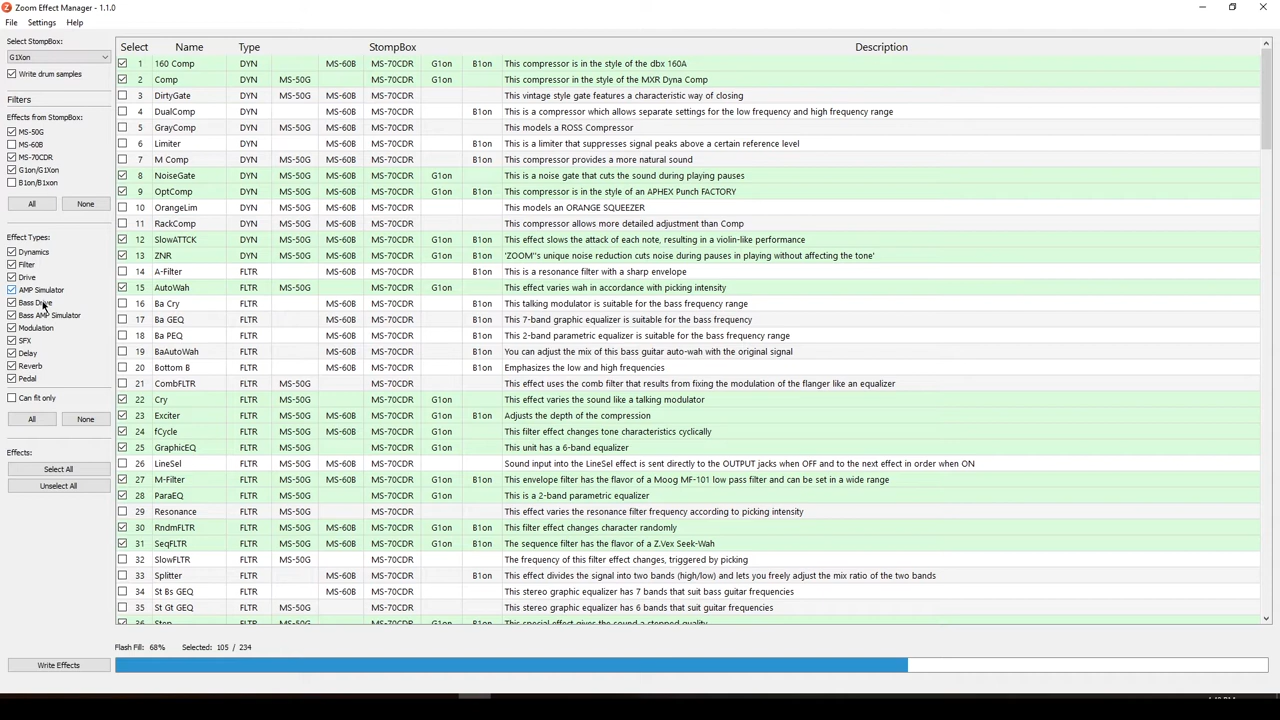 Zoom Effect Manager - 1.1.0
File Settings Help
Select StompBox:
G1Xon
Write drum samples
Filters
Effects from StompBox:
MS-50G
MS-60B
MS-70CDR
G1on/G1Xon
B1on/B1xon
All None
Effect Types:
Dynamics
Filter
Drive
AMP Simulator
Bass Drive
Bass AMP Simulator
Modulation
SFX
Delay
Reverb
Pedal
Can fit only
All None
Effects:
Select All
Unselect All
Write Effects
Select Name Type StompBox Description
1 160 Comp DYN MS-60B MS-70CDR G1on B1on This compressor is in the style of the dbx 160A
2 Comp DYN MS-50G MS-70CDR G1on This compressor in the style of the MXR Dyna Comp
3 DirtyGate DYN MS-50G MS-60B MS-70CDR This vintage style gate features a characteristic way of closing
4 DualComp DYN MS-60B MS-70CDR B1on This is a compressor which allows separate settings for the low frequency and high frequency range
5 GrayComp DYN MS-50G MS-60B MS-70CDR This models a ROSS Compressor
6 Limiter DYN MS-60B MS-70CDR B1on This is a limiter that suppresses signal peaks above a certain reference level
7 M Comp DYN MS-50G MS-60B MS-70CDR B1on This compressor provides a more natural sound
8 NoiseGate DYN MS-50G MS-60B MS-70CDR G1on This is a noise gate that cuts the sound during playing pauses
9 OptComp DYN MS-50G MS-60B MS-70CDR G1on B1on This compressor is in the style of an APHEX Punch FACTORY
10 OrangeLim DYN MS-50G MS-60B MS-70CDR This models an ORANGE SQUEEZER
11 RackComp DYN MS-50G MS-60B MS-70CDR This compressor allows more detailed adjustment than Comp
12 SlowATTCK DYN MS-50G MS-60B MS-70CDR G1on B1on This effect slows the attack of each note, resulting in a violin-like performance
13 ZNR DYN MS-50G MS-60B MS-70CDR G1on B1on 'ZOOM''s unique noise reduction cuts noise during pauses in playing without affecting the tone'
14 A-Filter FLTR MS-50G MS-60B MS-70CDR B1on This is a resonance filter with a sharp envelope
15 AutoWah FLTR MS-50G MS-70CDR G1on This effect varies wah in accordance with picking intensity
16 Ba Cry FLTR MS-60B MS-70CDR B1on This talking modulator is suitable for the bass frequency range
17 Ba GEQ FLTR MS-60B MS-70CDR B1on This 7-band graphic equalizer is suitable for the bass frequency
18 Ba PEQ FLTR MS-60B MS-70CDR B1on This 2-band parametric equalizer is suitable for the bass frequency range
19 BaAutoWah FLTR MS-60B MS-70CDR B1on You can adjust the mix of this bass guitar auto-wah with the original signal
20 Bottom B FLTR MS-60B MS-70CDR B1on Emphasizes the low and high frequencies
21 CombFLTR FLTR MS-50G MS-70CDR This effect uses the comb filter that results from fixing the modulation of the flanger like an equalizer
22 Cry FLTR MS-50G MS-70CDR G1on This effect varies the sound like a talking modulator
23 Exciter FLTR MS-50G MS-60B MS-70CDR G1on B1on Adjusts the depth of the compression
24 fCycle FLTR MS-50G MS-60B MS-70CDR G1on This filter effect changes tone characteristics cyclically
25 GraphicEQ FLTR MS-50G MS-70CDR G1on This unit has a 6-band equalizer
26 LineSel FLTR MS-50G MS-60B MS-70CDR Sound input into the LineSel effect is sent directly to the OUTPUT jacks when OFF and to the next effect in order when ON
27 M-Filter FLTR MS-50G MS-60B MS-70CDR G1on B1on This envelope filter has the flavor of a Moog MF-101 low pass filter and can be set in a wide range
28 ParaEQ FLTR MS-50G MS-70CDR G1on This is a 2-band parametric equalizer
29 Resonance FLTR MS-50G MS-70CDR This effect varies the resonance filter frequency according to picking intensity
30 RndmFLTR FLTR MS-50G MS-60B MS-70CDR G1on B1on This filter effect changes character randomly
31 SeqFLTR FLTR MS-50G MS-60B MS-70CDR G1on B1on The sequence filter has the flavor of a Z.Vex Seek-Wah
32 SlowFLTR FLTR MS-50G MS-70CDR The frequency of this filter effect changes, triggered by picking
33 Splitter FLTR MS-60B MS-70CDR B1on This effect divides the signal into two bands (high/low) and lets you freely adjust the mix ratio of the two bands
34 St Bs GEQ FLTR MS-60B MS-70CDR This stereo graphic equalizer has 7 bands that suit bass guitar frequencies
35 St Gt GEQ FLTR MS-50G MS-70CDR This stereo graphic equalizer has 6 bands that suit guitar frequencies
36 Step FLTR MS-50G MS-60B MS-70CDR G1on B1on This special effect gives the sound a stepped quality
Flash Fill: 68% Selected: 105 / 234